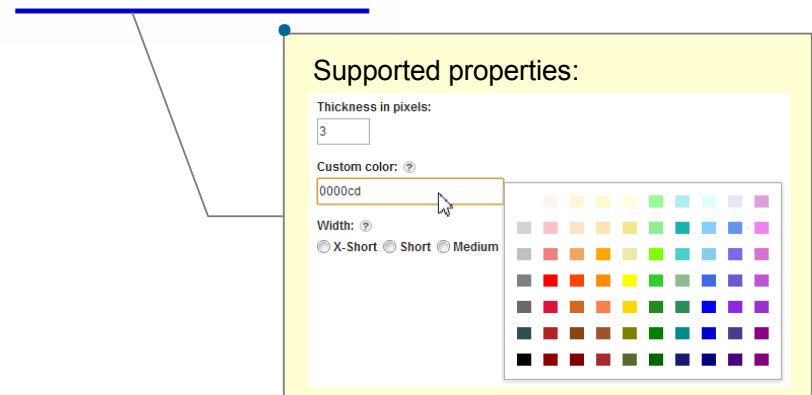 Supported properties:
Thickness in pixels:
3
Custom color: ?
0000cd
Width: ?
X-Short Short Medium